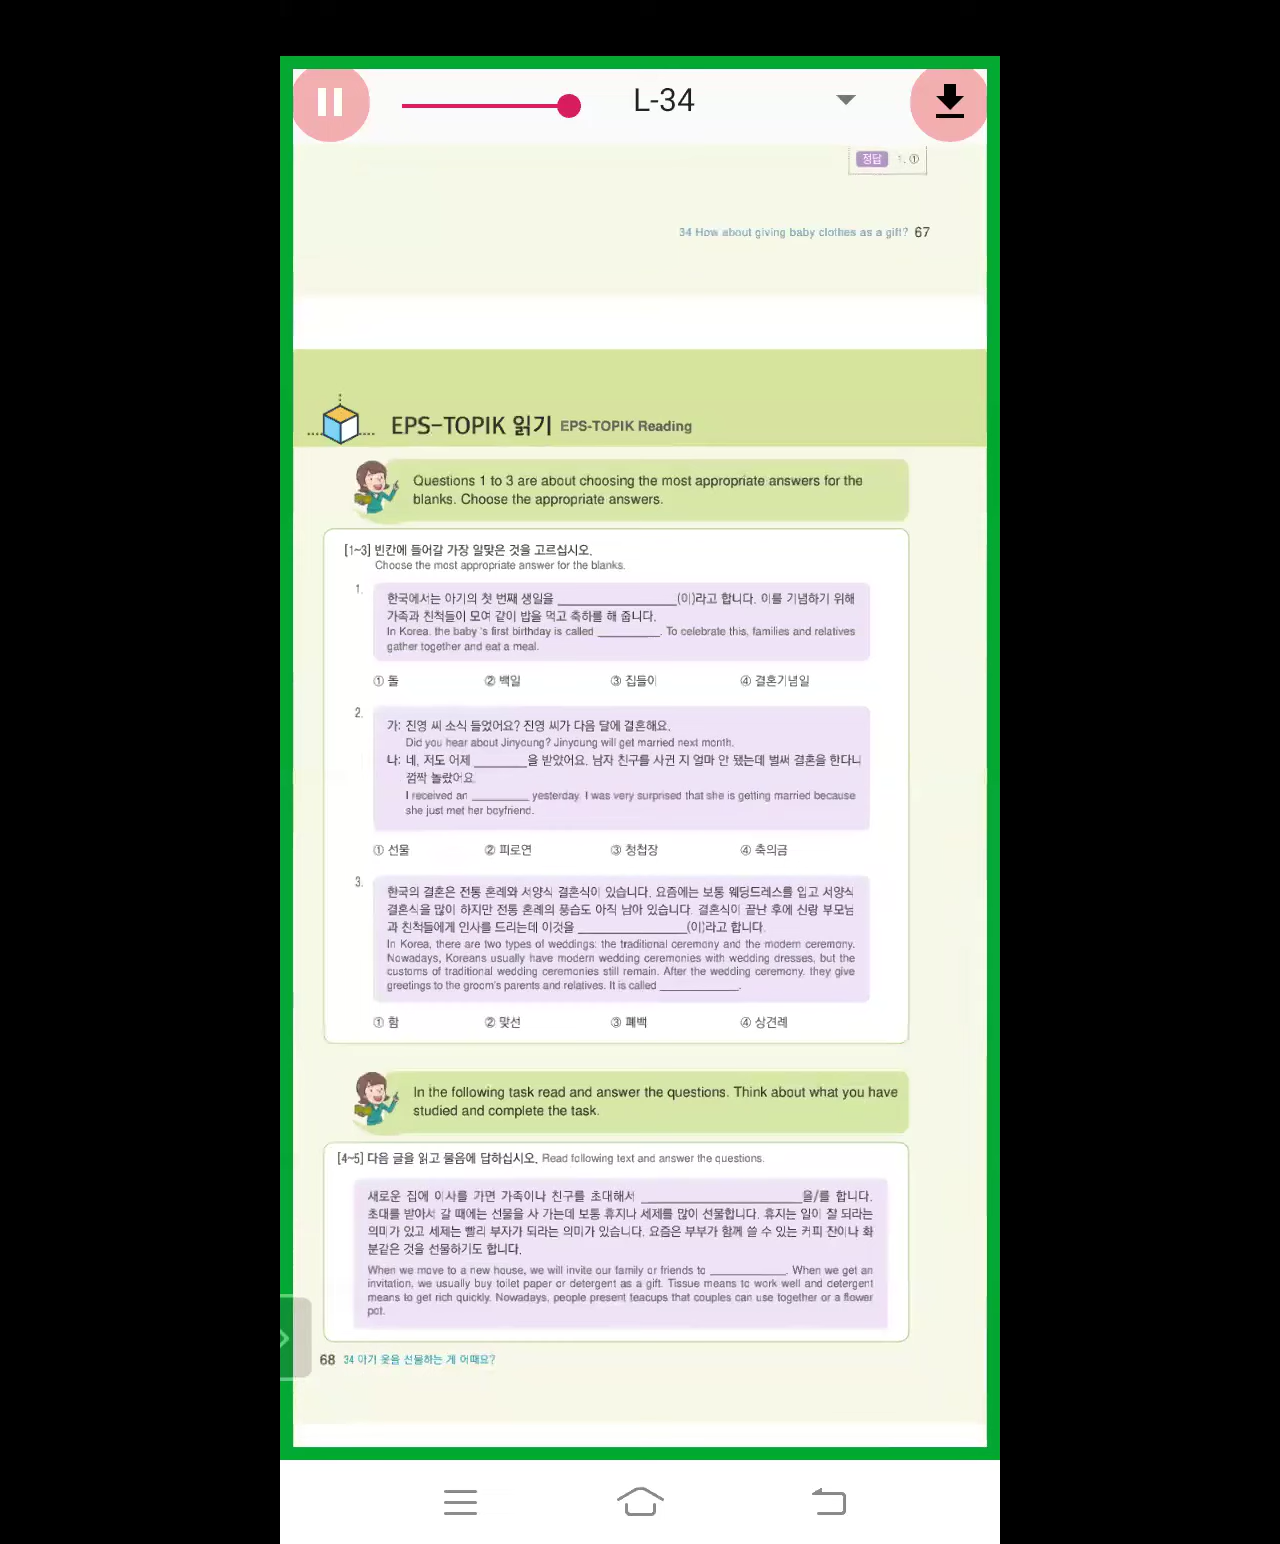 L-34
정답 1. ①
34 How about giving baby clothes as a gift? 67
EPS-TOPIK 읽기 EPS-TOPIK Reading
Questions 1 to 3 are about choosing the most appropriate answers for the
blanks. Choose the appropriate answers.
[1~3] 빈칸에 들어갈 가장 알맞은 것을 고르십시오.
Choose the most appropriate answer for the blanks.
1.
한국에서는 아기의 첫 번째 생일을 ____________(이)라고 합니다. 이를 기념하기 위해
가족과 친척들이 모여 같이 밥을 먹고 축하를 해 줍니다.
In Korea, the baby 's first birthday is called __________. To celebrate this, families and relatives
gather together and eat a meal.
① 돌 ② 백일 ③ 집들이 ④ 결혼기념일
2.
가: 진영 씨 소식 들었어요? 진영 씨가 다음 달에 결혼해요.
Did you hear about Jinyoung? Jinyoung will get married next month.
나: 네, 저도 어제 ________을 받았어요. 남자 친구를 사귄 지 얼마 안 됐는데 벌써 결혼을 한다니
깜짝 놀랐어요.
I received an _________ yesterday. I was very surprised that she is getting married because
she just met her boyfriend.
① 선물 ② 피로연 ③ 청첩장 ④ 축의금
3.
한국의 결혼은 전통 혼례와 서양식 결혼식이 있습니다. 요즘에는 보통 웨딩드레스를 입고 서양식
결혼식을 많이 하지만 전통 혼례의 풍습도 아직 남아 있습니다. 결혼식이 끝난 후에 신랑 부모님
과 친척들에게 인사를 드리는데 이것을 ____________(이)라고 합니다.
In Korea, there are two types of weddings: the traditional ceremony and the modern ceremony.
Nowadays, Koreans usually have modern wedding ceremonies with wedding dresses, but the
customs of traditional wedding ceremonies still remain. After the wedding ceremony, they give
greetings to the groom's parents and relatives. It is called ____________.
① 함 ② 맞선 ③ 폐백 ④ 상견례
In the following task read and answer the questions. Think about what you have
studied and complete the task.
[4~5] 다음 글을 읽고 물음에 답하십시오. Read following text and answer the questions.
새로운 집에 이사를 가면 가족이나 친구를 초대해서 ____________________을/를 합니다.
초대를 받아서 갈 때에는 선물을 사 가는데 보통 휴지나 세제를 많이 선물합니다. 휴지는 일이 잘 되라는
의미가 있고 세제는 빨리 부자가 되라는 의미가 있습니다. 요즘은 부부가 함께 쓸 수 있는 커피 잔이나 화
분같은 것을 선물하기도 합니다.
When we move to a new house, we will invite our family or friends to ____________. When we get an
invitation, we usually buy toilet paper or detergent as a gift. Tissue means to work well and detergent
means to get rich quickly. Nowadays, people present teacups that couples can use together or a flower
pot.
68 34 아기 옷을 선물하는 게 어때요?